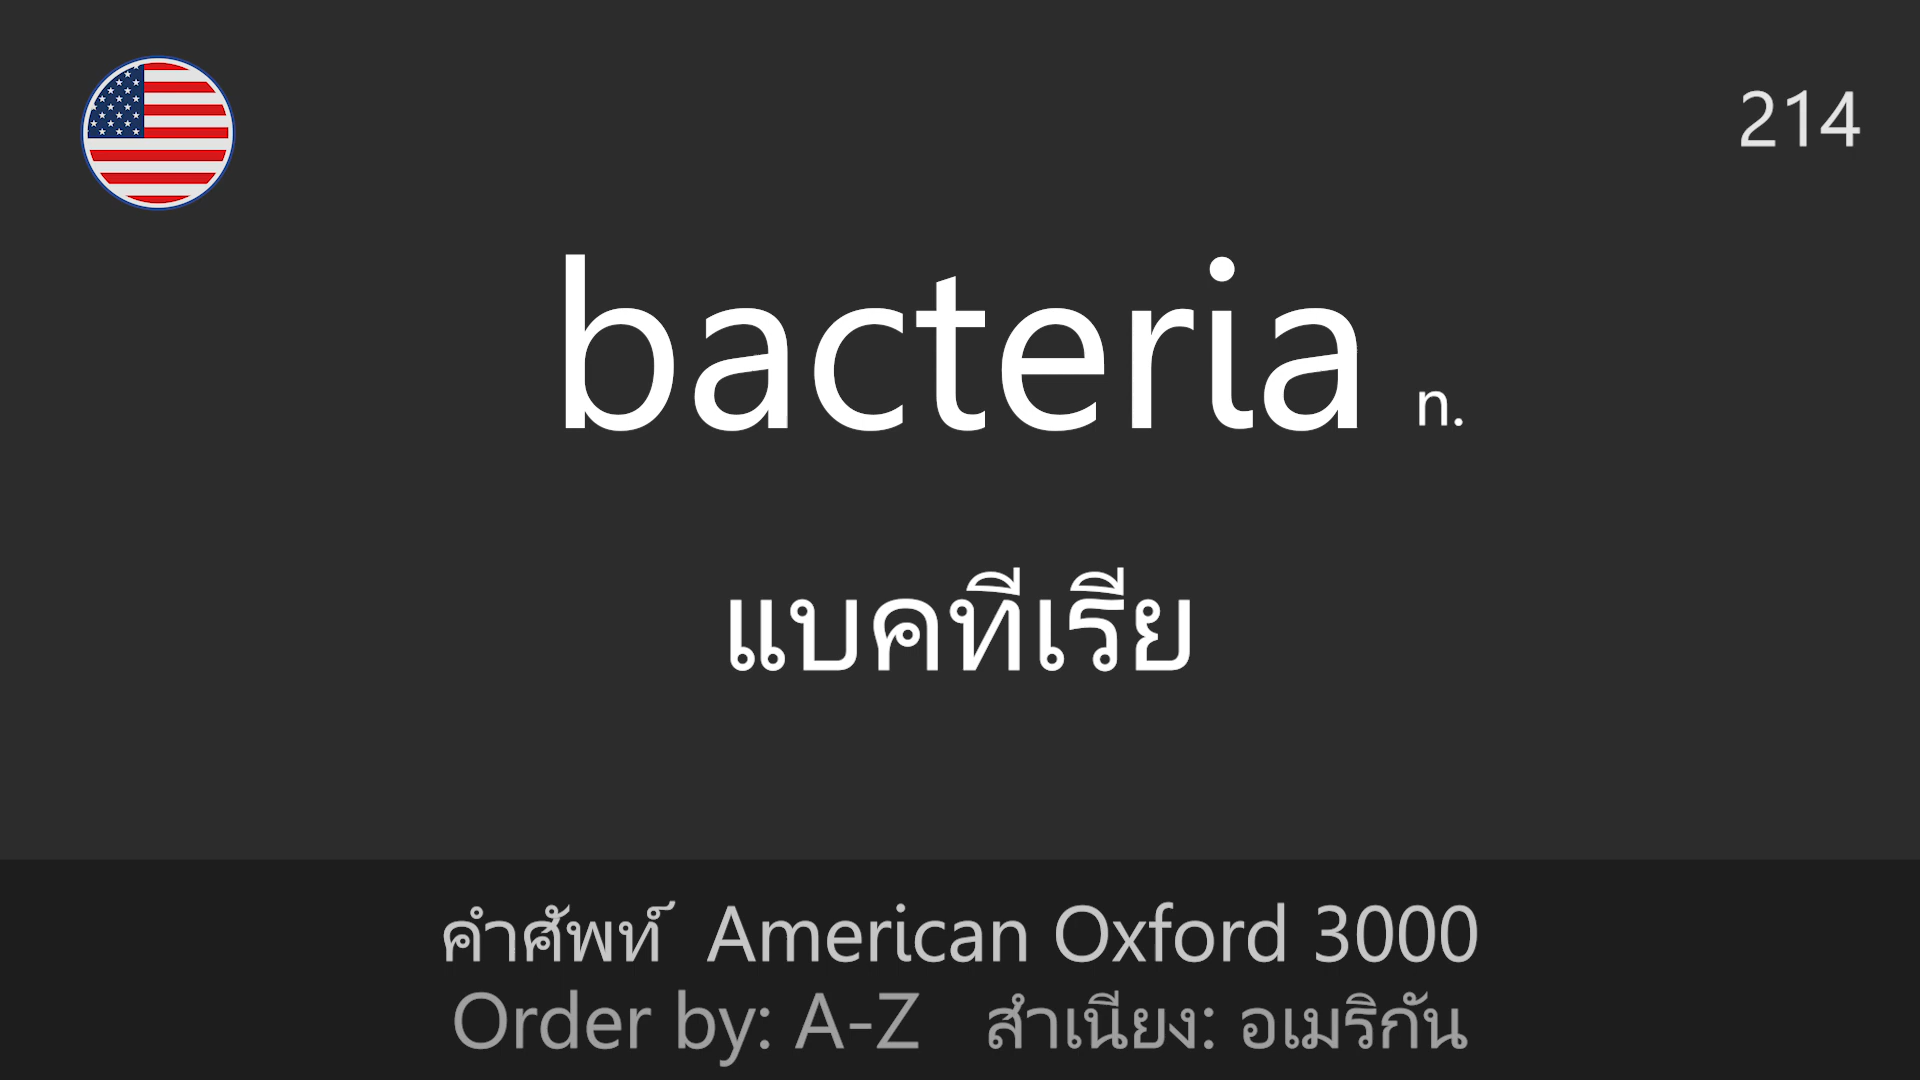 214
bacteria n.
แบคทีเรีย
คำศัพท์ American Oxford 3000
Order by: A-Z สำเนียง: อเมริกัน